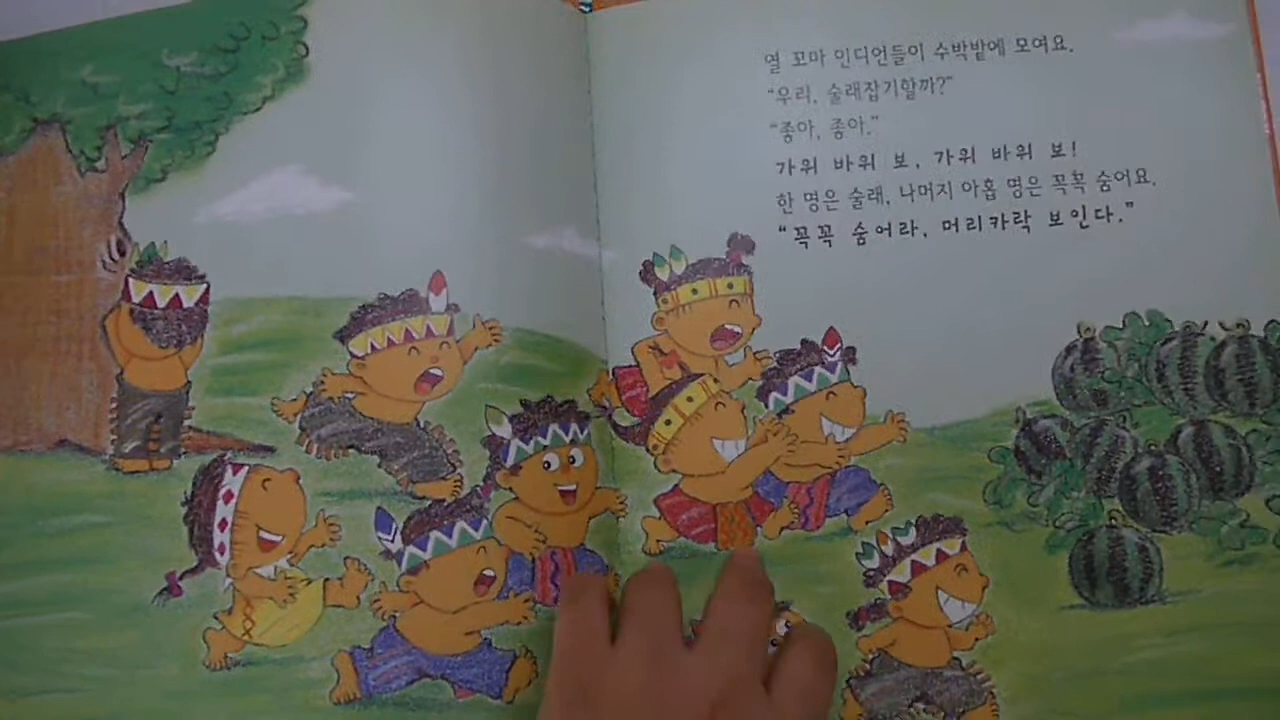 열 꼬마 인디언들이 수박밭에 모여요.
“우리, 술래잡기할까?”
“좋아, 좋아.”
가위 바위 보, 가위 바위 보!
한 명은 술래, 나머지 아홉 명은 꼭꼭 숨어요.
“꼭꼭 숨어라, 머리카락 보인다.”